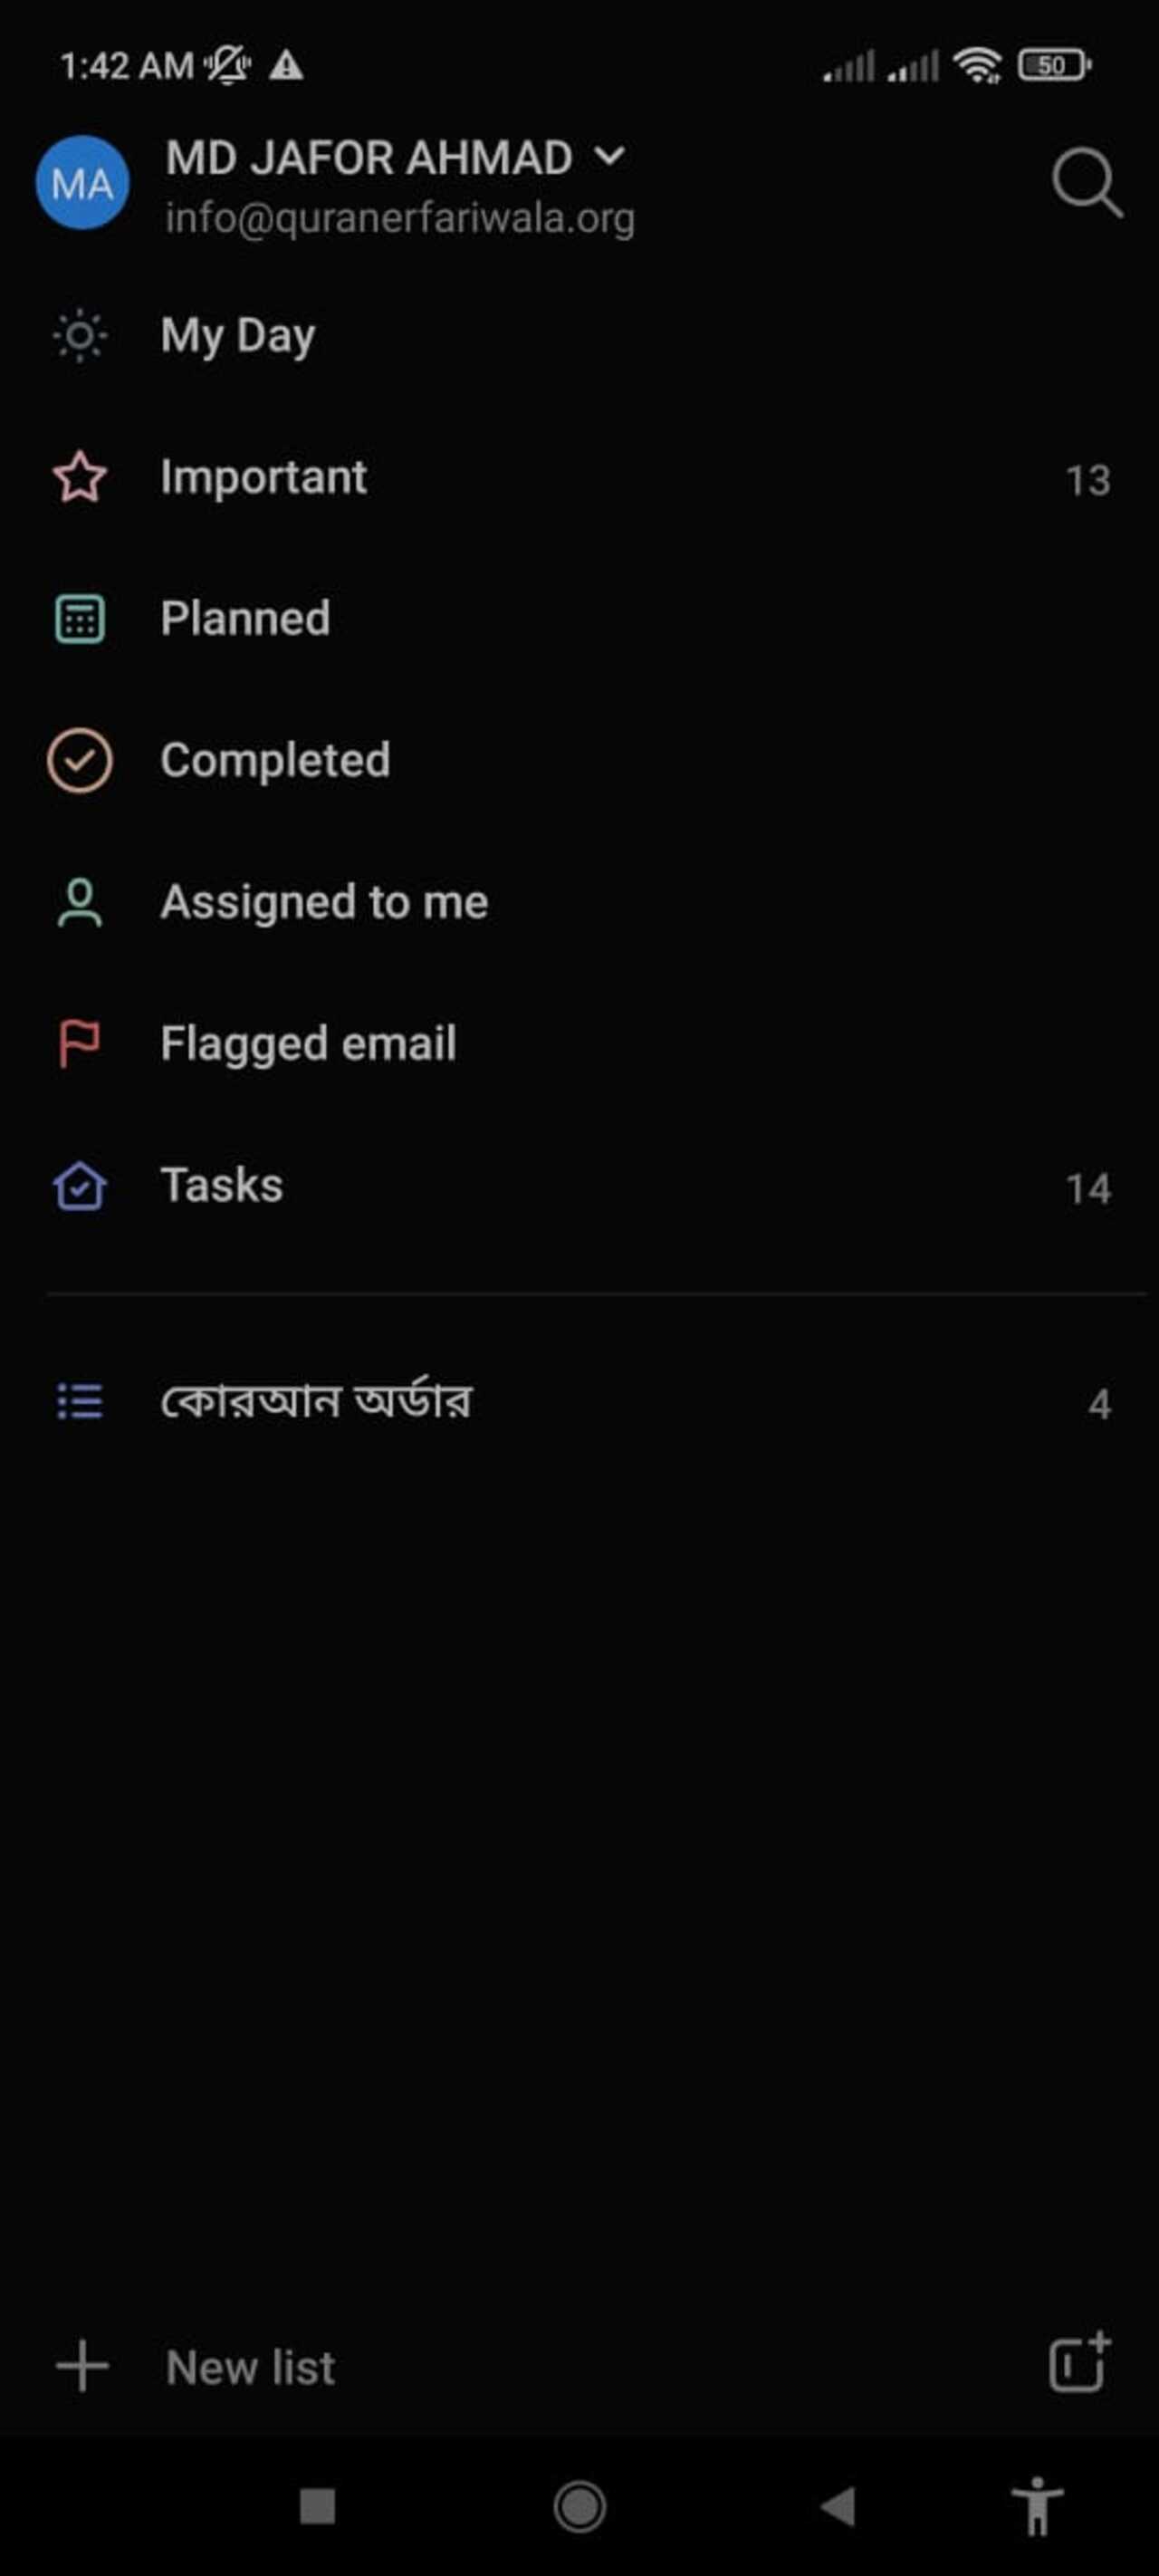 1:42 AM
50
MA
MD JAFOR AHMAD
info@quranerfariwala.org
My Day
Important 13
Planned
Completed
Assigned to me
Flagged email
Tasks 14
কোরআন অর্ডার 4
New list